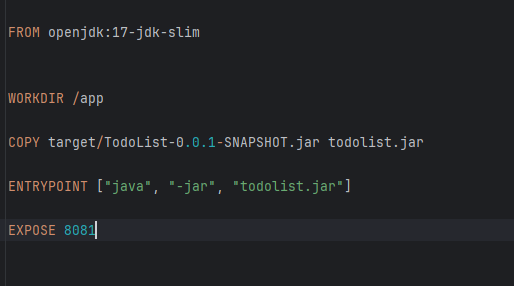 FROM openjdk:17-jdk-slim
WORKDIR /app
COPY target/TodoList-0.0.1-SNAPSHOT.jar todolist.jar
ENTRYPOINT ["java", "-jar", "todolist.jar"]
EXPOSE 8081